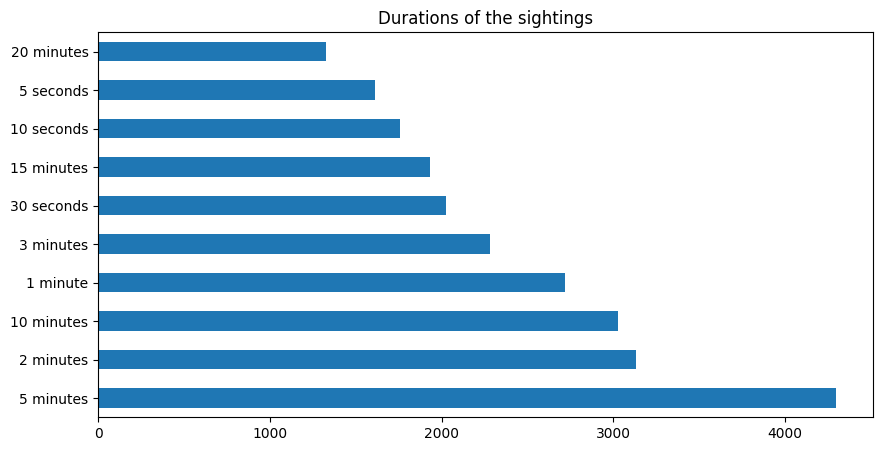 Durations of the sightings
20 minutes
5 seconds
10 seconds
15 minutes
30 seconds
3 minutes
1 minute
10 minutes
2 minutes
5 minutes
0 1000 2000 3000 4000